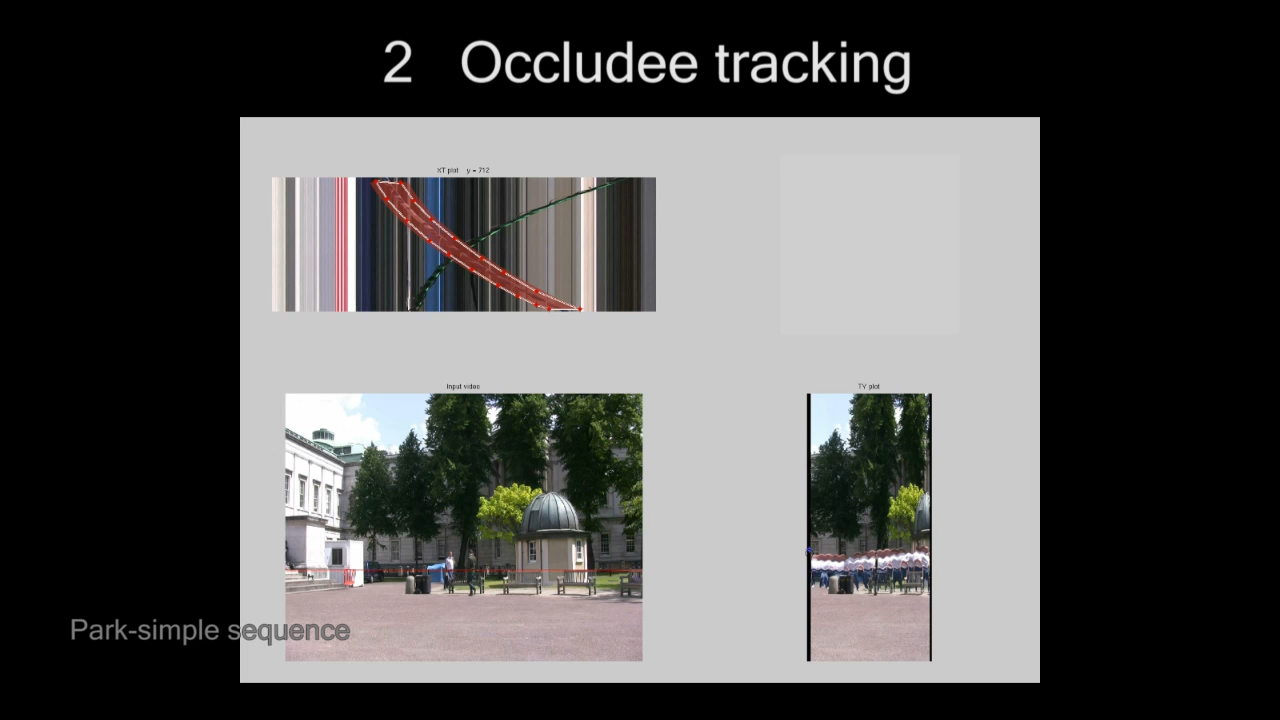 2 Occludee tracking
XT plot y = 712
Input video
TY plot
Park-simple sequence